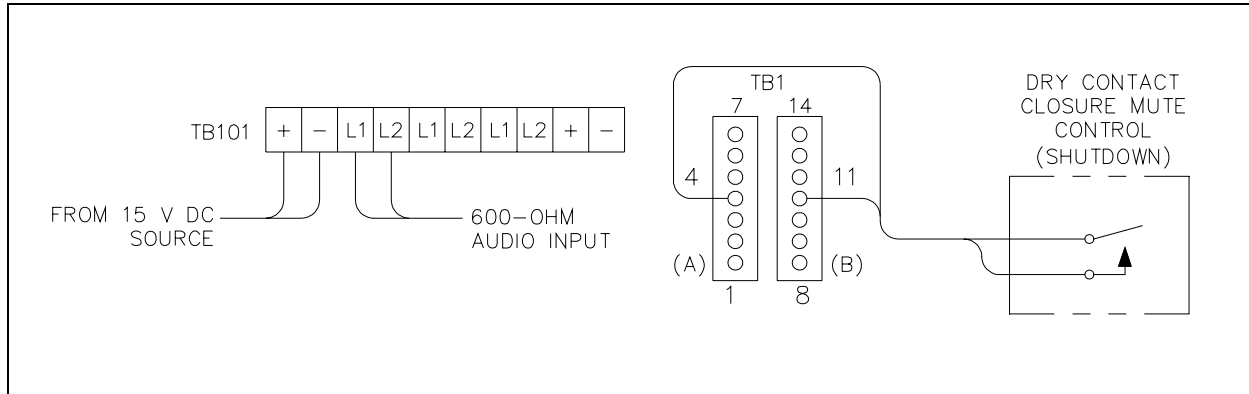 TB101 + − L1 L2 L1 L2 L1 L2 + −
FROM 15 V DC
SOURCE
600−OHM
AUDIO INPUT
TB1
7 14
4 11
(A) (B)
1 8
DRY CONTACT
CLOSURE MUTE
CONTROL
(SHUTDOWN)